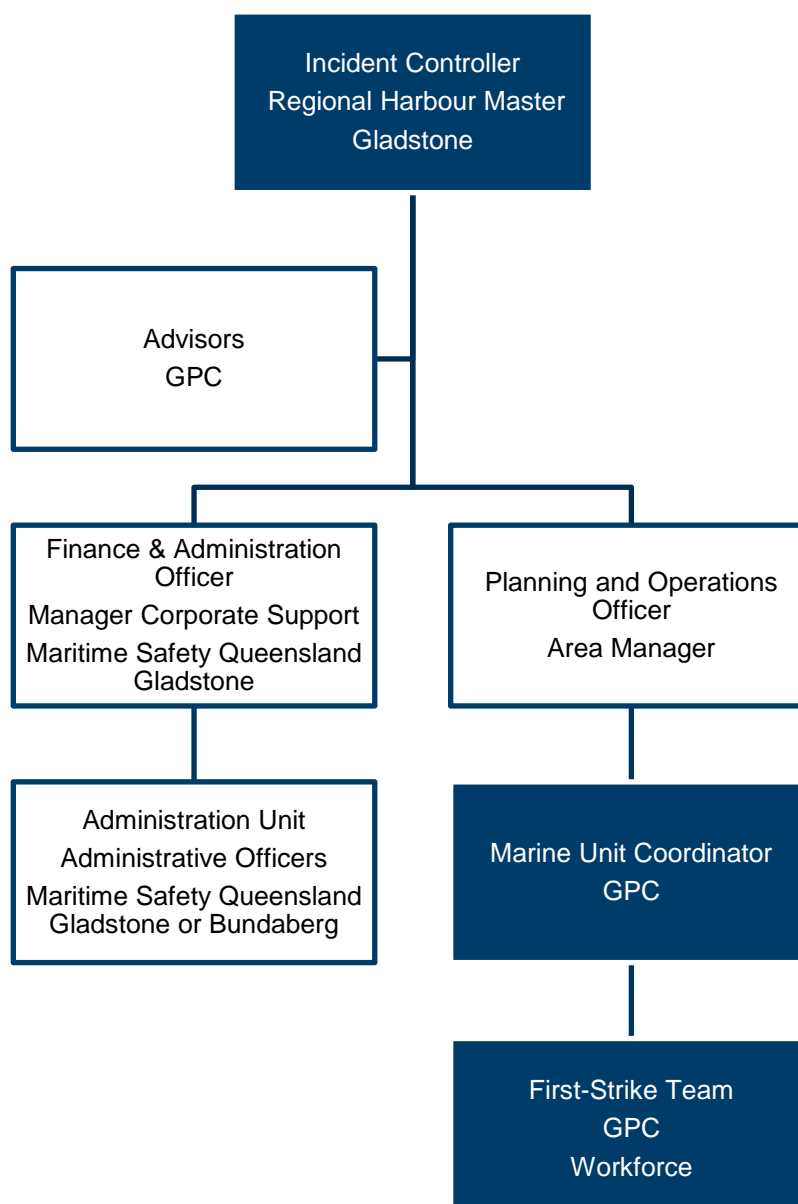 Incident Controller
Regional Harbour Master
Gladstone
Advisors
GPC
Finance & Administration
Officer
Manager Corporate Support
Maritime Safety Queensland
Gladstone
Planning and Operations
Officer
Area Manager
Administration Unit
Administrative Officers
Maritime Safety Queensland
Gladstone or Bundaberg
Marine Unit Coordinator
GPC
First-Strike Team
GPC
Workforce